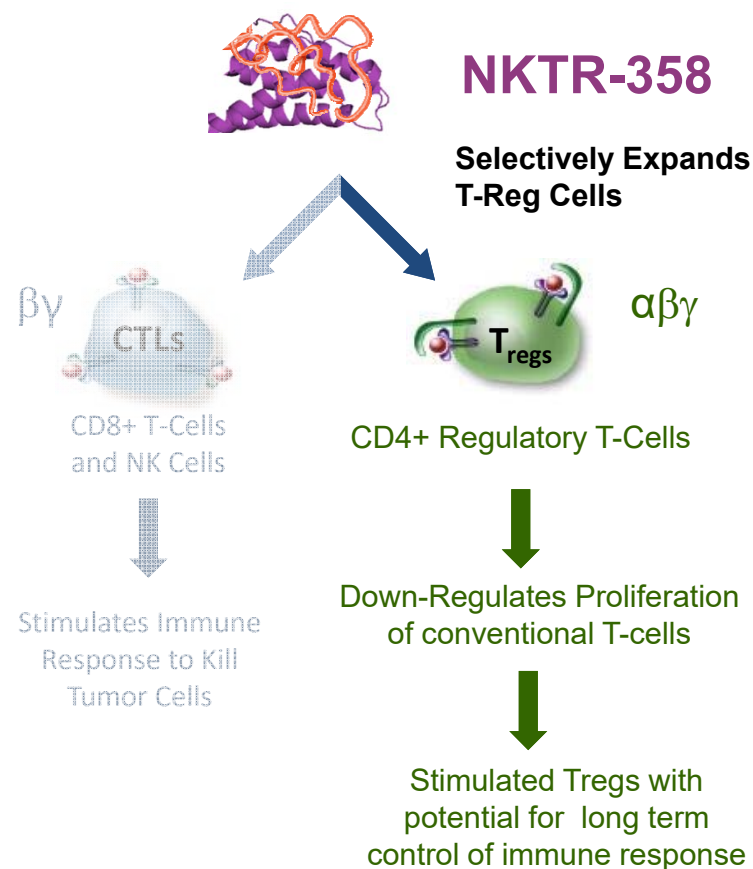 NKTR-358
Selectively Expands
T-Reg Cells
βγ
CTLs
CD8+ T-Cells
and NK Cells
Stimulates Immune
Response to Kill
Tumor Cells
Tregs
αβγ
CD4+ Regulatory T-Cells
Down-Regulates Proliferation
of conventional T-cells
Stimulated Tregs with
potential for long term
control of immune response